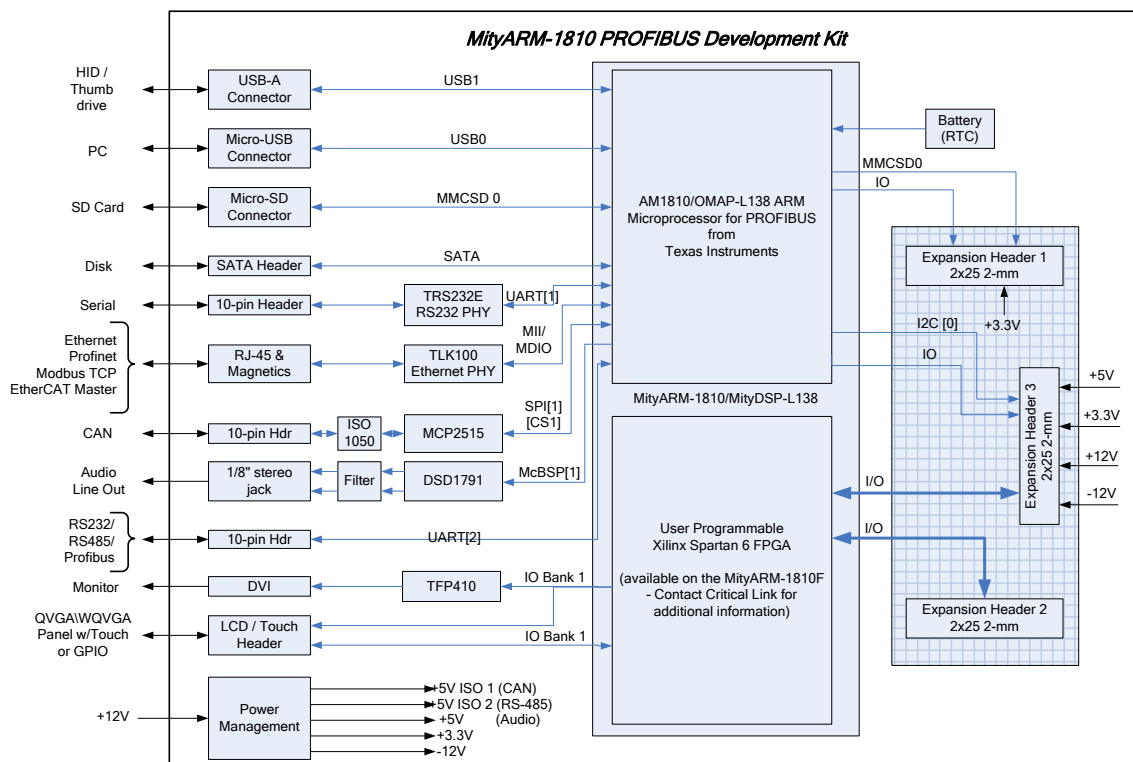 MityARM-1810 PROFIBUS Development Kit
HID /
Thumb
drive
USB-A
Connector
USB1
PC
Micro-USB
Connector
USB0
SD Card
Micro-SD
Connector
MMCSD 0
Disk
SATA Header
SATA
Serial
10-pin Header
TRS232E
RS232 PHY
UART[1]
Ethernet
Profinet
Modbus TCP
EtherCAT Master
RJ-45 &
Magnetics
TLK100
Ethernet PHY
MII/
MDIO
CAN
10-pin Hdr
ISO
1050
MCP2515
SPI[1]
[CS1]
Audio
Line Out
1/8" stereo
jack
Filter
DSD1791
McBSP[1]
RS232/
RS485/
Profibus
10-pin Hdr
UART[2]
Monitor
DVI
TFP410
IO Bank 1
QVGA\WQVGA
Panel w/Touch
or GPIO
LCD / Touch
Header
IO Bank 1
+12V
Power
Management
+5V ISO 1 (CAN)
+5V ISO 2 (RS-485)
+5V (Audio)
+3.3V
-12V
AM1810/OMAP-L138 ARM
Microprocessor for PROFIBUS
from
Texas Instruments
MityARM-1810/MityDSP-L138
User Programmable
Xilinx Spartan 6 FPGA
(available on the MityARM-1810F
- Contact Critical Link for
additional information)
Battery
(RTC)
MMCSD0
IO
Expansion Header 1
2x25 2-mm
+3.3V
I2C [0]
IO
Expansion Header 3
2x25 2-mm
+5V
+3.3V
+12V
-12V
I/O
I/O
Expansion Header 2
2x25 2-mm